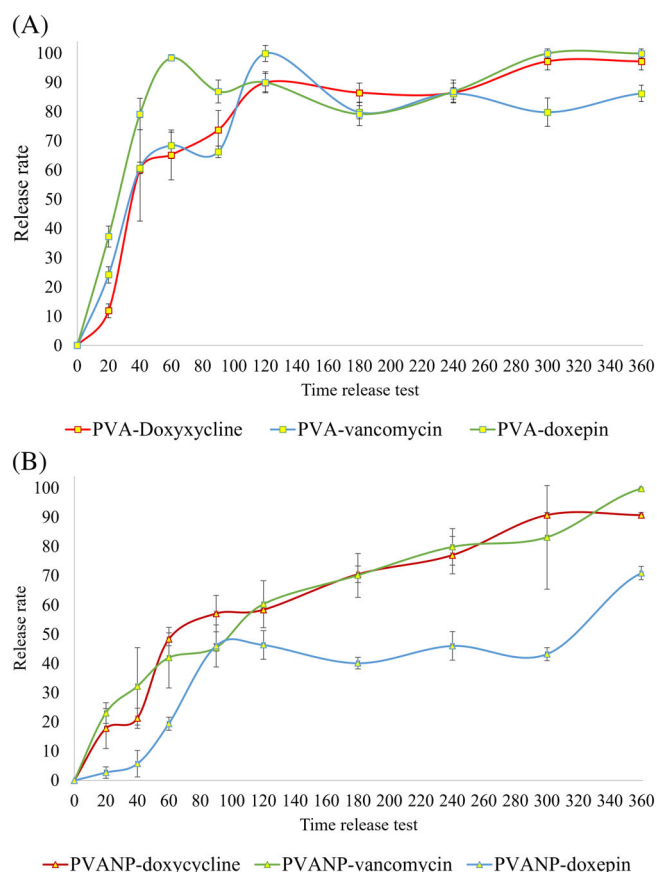 (A)
100
90
80
70
60
50
40
30
20
10
0
Release rate
0 20 40 60 80 100 120 140 160 180 200 220 240 260 280 300 320 340 360
Time release test
PVA-Doxyxycline PVA-vancomycin PVA-doxepin
(B)
100
90
80
70
60
50
40
30
20
10
0
Release rate
0 20 40 60 80 100 120 140 160 180 200 220 240 260 280 300 320 340 360
Time release test
PVANP-doxycycline PVANP-vancomycin PVANP-doxepin